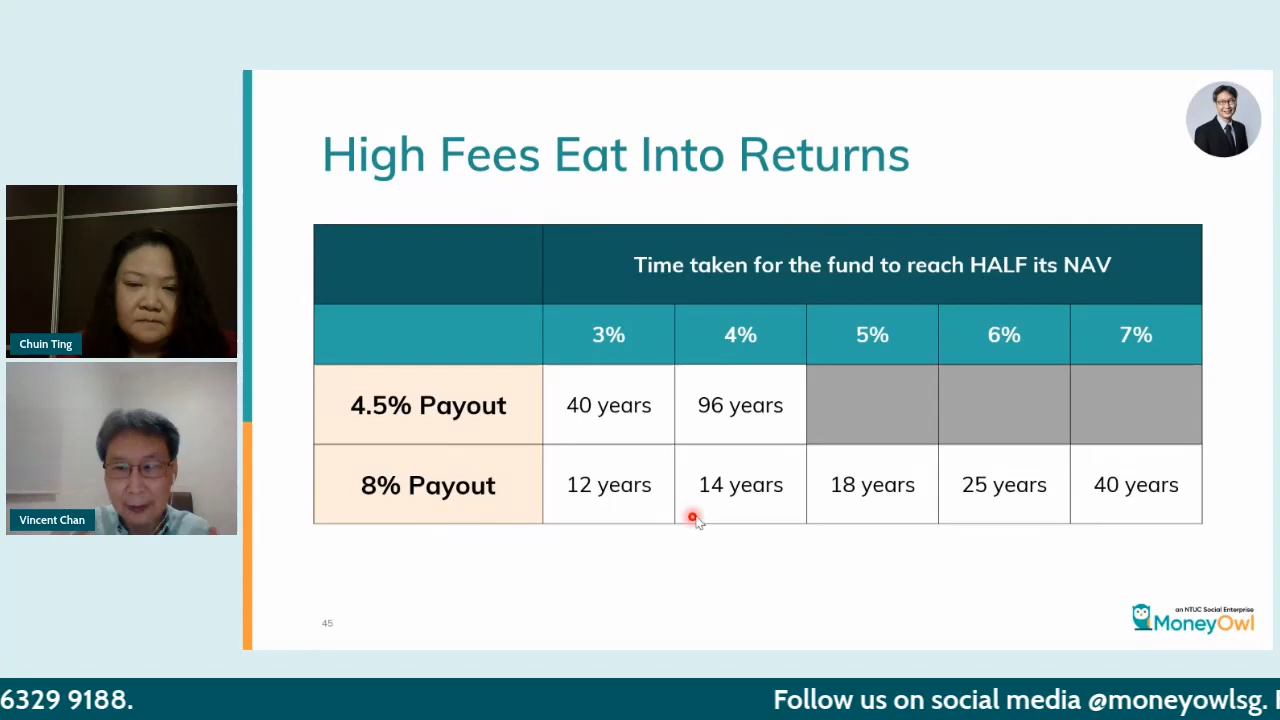 High Fees Eat Into Returns
Time taken for the fund to reach HALF its NAV
3% 4% 5% 6% 7%
4.5% Payout 40 years 96 years
8% Payout 12 years 14 years 18 years 25 years 40 years
Chuin Ting
Vincent Chan
45
an NTUC Social Enterprise
MoneyOwl
6329 9188. Follow us on social media @moneyowlsg.